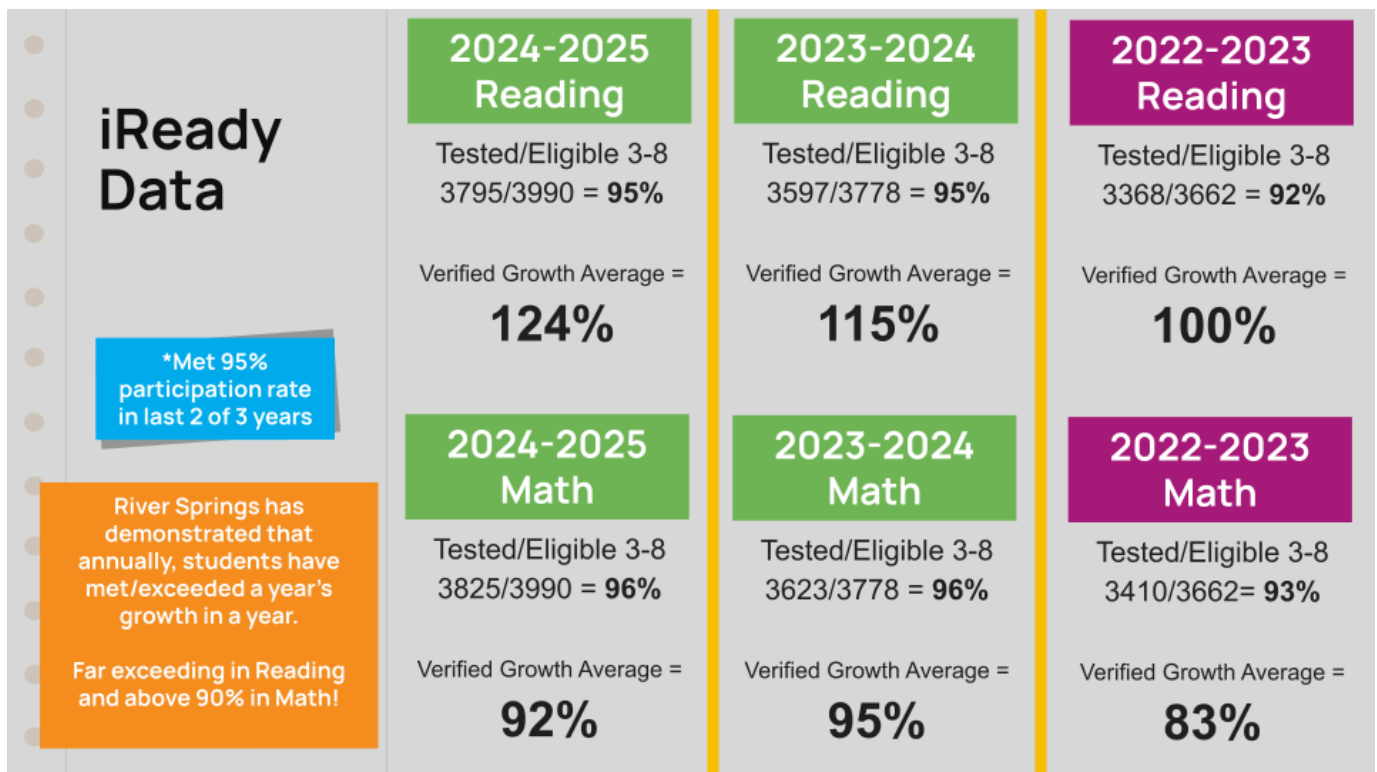 iReady
Data
*Met 95%
participation rate
in last 2 of 3 years
River Springs has
demonstrated that
annually, students have
met/exceeded a year's
growth in a year.
Far exceeding in Reading
and above 90% in Math!
2024-2025
Reading
Tested/Eligible 3-8
3795/3990 = 95%
Verified Growth Average =
124%
2023-2024
Reading
Tested/Eligible 3-8
3597/3778 = 95%
Verified Growth Average =
115%
2022-2023
Reading
Tested/Eligible 3-8
3368/3662 = 92%
Verified Growth Average =
100%
2024-2025
Math
Tested/Eligible 3-8
3825/3990 = 96%
Verified Growth Average =
92%
2023-2024
Math
Tested/Eligible 3-8
3623/3778 = 96%
Verified Growth Average =
95%
2022-2023
Math
Tested/Eligible 3-8
3410/3662= 93%
Verified Growth Average =
83%